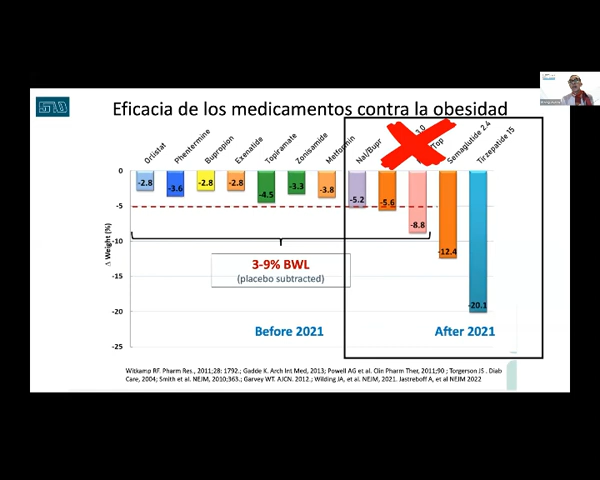 Eficacia de los medicamentos contra la obesidad
Orlistat
Phentermine
Bupropion
Exenatide
Topiramate
Zonisamide
Metformin
Nal/Bupr
3.0
Top
Semaglutide 2.4
Tirzepatide 15
0
-5
-10
-15
-20
-25
Δ Weight (%)
-2.8
-3.6
-2.8
-2.8
-4.5
-3.3
-3.8
-5.2
-5.6
-8.8
-12.4
-20.1
3-9% BWL
(placebo subtracted)
Before 2021
After 2021
Witkamp RF. Pharm Res., 2011;28: 1792.; Gadde K. Arch Int Med, 2013; Powell AG et al. Clin Pharm Ther, 2011;90 ; Torgerson JS . Diab
Care, 2004; Smith et al. NEJM, 2010;363.; Garvey WT. AJCN. 2012.; Wilding JA, et al. NEJM, 2021. Jastreboff A, et al NEJM 2022